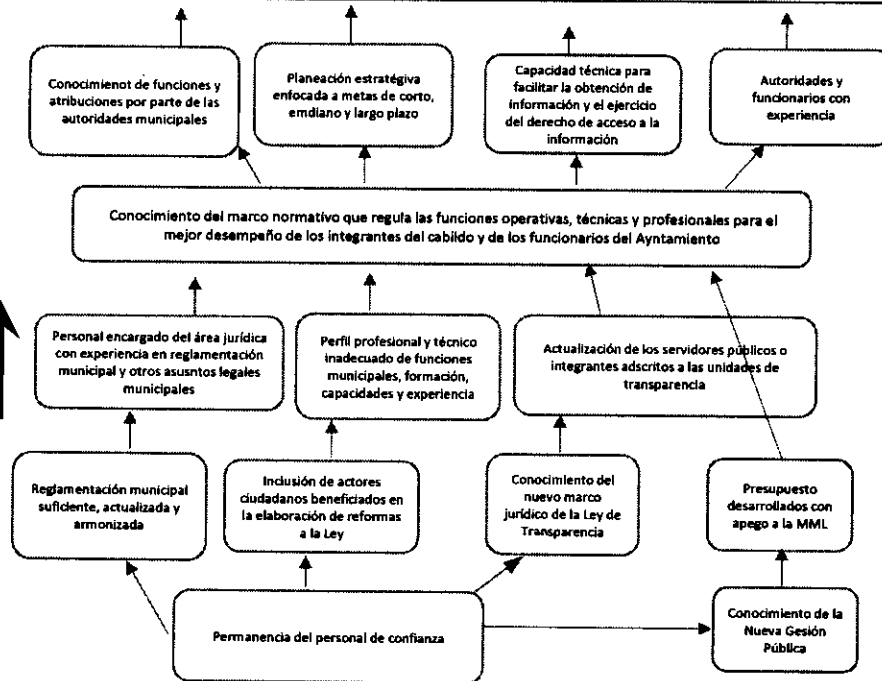 Conocimienot de funciones y
atribuciones por parte de las
autoridades municipales
Planeación estratégiva
enfocada a metas de corto,
emdiano y largo plazo
Capacidad técnica para
facilitar la obtención de
información y el ejercicio
del derecho de acceso a la
información
Autoridades y
funcionarios con
experiencia
Conocimiento del marco normativo que regula las funciones operativas, técnicas y profesionales para el
mejor desempeño de los integrantes del cabildo y de los funcionarios del Ayntamiento
Personal encargado del área jurídica
con experiencia en reglamentación
municipal y otros asusntos legales
municipales
Perfil profesional y técnico
inadecuado de funciones
municipales, formación,
capacidades y experiencia
Actualización de los servidores públicos o
integrantes adscritos a las unidades de
transparencia
Reglamentación municipal
suficiente, actualizada y
armonizada
Inclusión de actores
ciudadanos beneficiados en
la elaboración de reformas
a la Ley
Conocimiento del
nuevo marco
jurídico de la Ley de
Transparencia
Presupuesto
desarrollados con
apego a la MML
Permanencia del personal de confianza
Conocimiento de la
Nueva Gesión
Pública